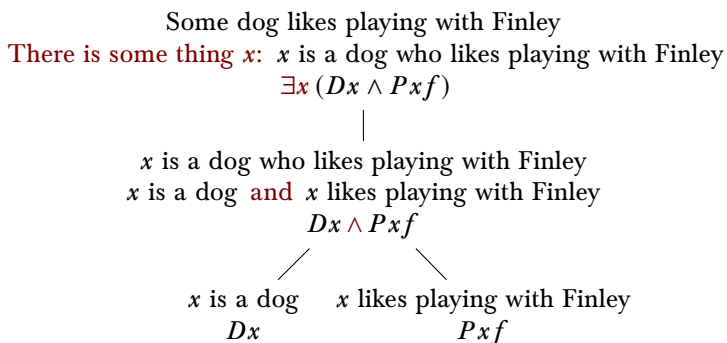 Some dog likes playing with Finley
There is some thing x: x is a dog who likes playing with Finley
∃x (Dx ∧ Pxf)
x is a dog who likes playing with Finley
x is a dog and x likes playing with Finley
Dx ∧ Pxf
x is a dog x likes playing with Finley
Dx Pxf